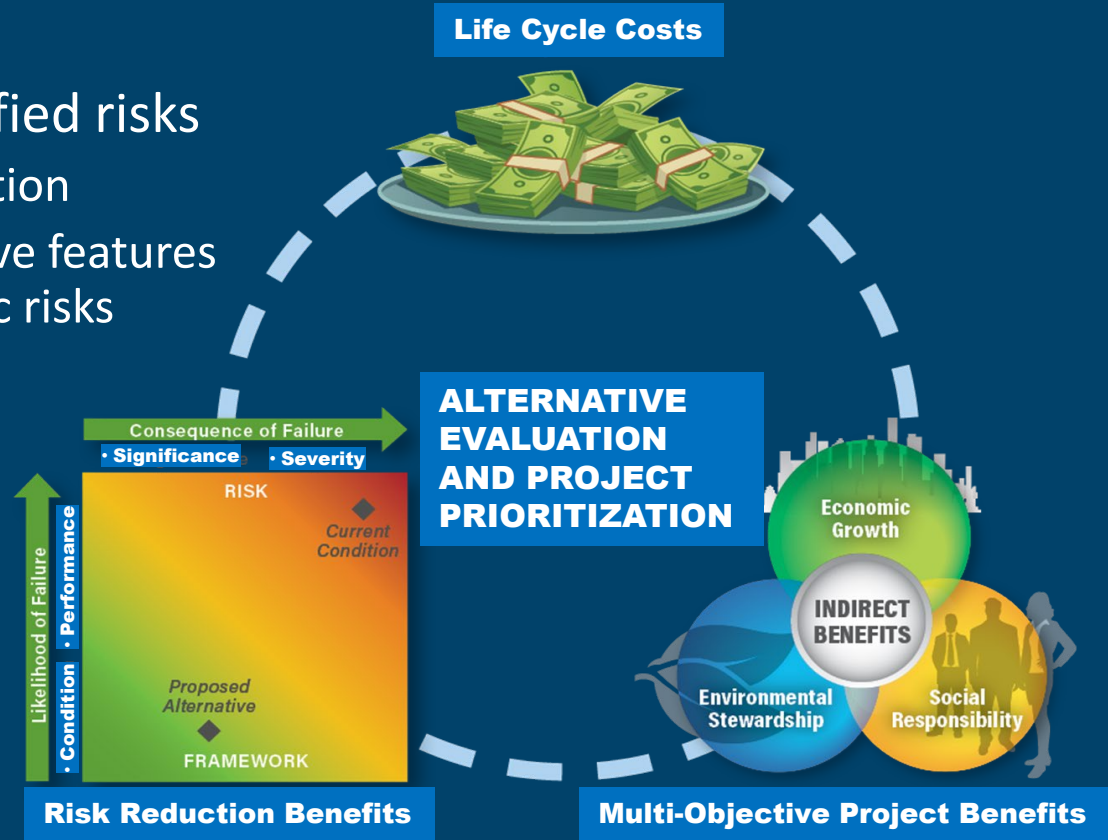 Life Cycle Costs
fied risks
tion
ve features
c risks
ALTERNATIVE
EVALUATION
AND PROJECT
PRIORITIZATION
Consequence of Failure
• Significance
• Severity
Likelihood of Failure
• Condition • Performance
RISK
Current
Condition
Proposed
Alternative
FRAMEWORK
Economic
Growth
INDIRECT
BENEFITS
Environmental
Stewardship
Social
Responsibility
Risk Reduction Benefits
Multi-Objective Project Benefits